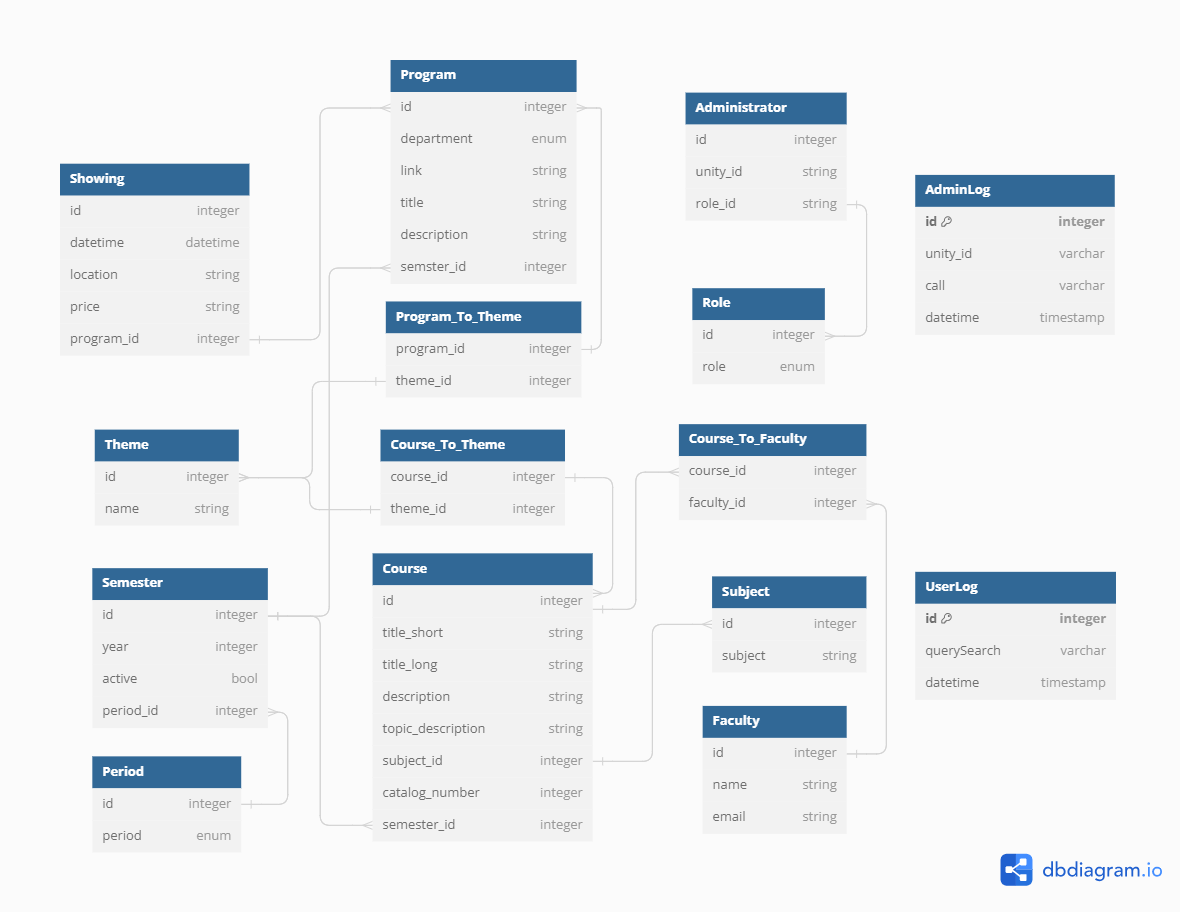 Program
id integer
department enum
link string
title string
description string
semster_id integer
Administrator
id integer
unity_id string
role_id string
Showing
id integer
datetime datetime
location string
price string
program_id integer
AdminLog
id integer
unity_id varchar
call varchar
datetime timestamp
Program_To_Theme
program_id integer
theme_id integer
Role
id integer
role enum
Theme
id integer
name string
Course_To_Theme
course_id integer
theme_id integer
Course_To_Faculty
course_id integer
faculty_id integer
Semester
id integer
year integer
active bool
period_id integer
Course
id integer
title_short string
title_long string
description string
topic_description string
subject_id integer
catalog_number integer
semester_id integer
Subject
id integer
subject string
UserLog
id integer
querySearch varchar
datetime timestamp
Period
id integer
period enum
Faculty
id integer
name string
email string
dbdiagram.io